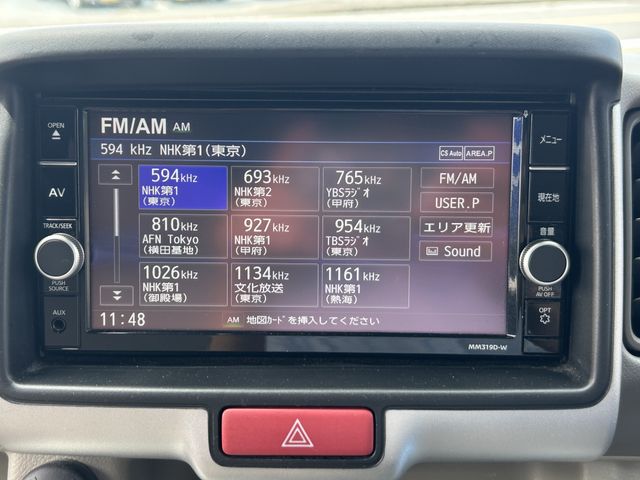 FM/AM AM
594 kHz NHK第1(東京)
CS Auto AREA.P
594kHz
NHK第1
(東京)
693kHz
NHK第2
(東京)
765kHz
YBSラジオ
(甲府)
810kHz
AFN Tokyo
(横田基地)
927kHz
NHK第1
(甲府)
954kHz
TBSラジオ
(東京)
1026kHz
NHK第1
(御殿場)
1134kHz
文化放送
(東京)
1161kHz
NHK第1
(熱海)
FM/AM
USER.P
エリア更新
Sound
11:48
AM 地図カードを挿入してください
OPEN
AV
TRACK/SEEK
PUSH
SOURCE
AUX
メニュー
現在地
音量
PUSH
AV OFF
OPT
MM319D-W